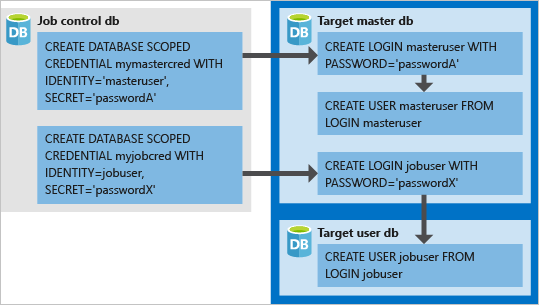 DB
Job control db
CREATE DATABASE SCOPED
CREDENTIAL mymastercred WITH
IDENTITY='masteruser',
SECRET='passwordA'
CREATE DATABASE SCOPED
CREDENTIAL myjobcred WITH
IDENTITY=jobuser,
SECRET='passwordX'
DB
Target master db
CREATE LOGIN masteruser WITH
PASSWORD='passwordA'
CREATE USER masteruser FROM
LOGIN masteruser
CREATE LOGIN jobuser WITH
PASSWORD='passwordX'
DB
Target user db
CREATE USER jobuser FROM
LOGIN jobuser